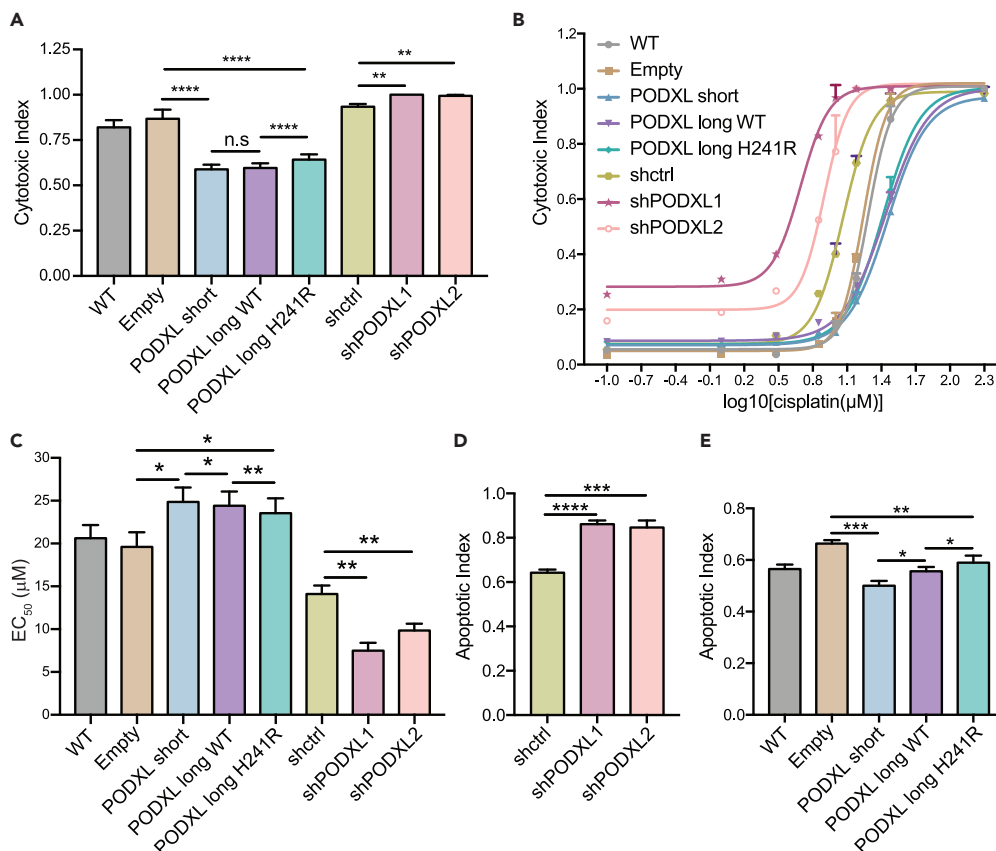 A
Cytotoxic Index
1.25
1.00
0.75
0.50
0.25
0.00
****
****
n.s
****
**
**
WT
Empty
PODXL short
PODXL long WT
PODXL long H241R
shctrl
shPODXL1
shPODXL2
B
Cytotoxic Index
1.0
0.8
0.6
0.4
0.2
0.0
WT
Empty
PODXL short
PODXL long WT
PODXL long H241R
shctrl
shPODXL1
shPODXL2
-1.0 -0.7 -0.4 -0.1 0.2 0.5 0.8 1.1 1.4 1.7 2.0 2.3
log10[cisplatin(μM)]
C
EC50 (μM)
30
25
20
15
10
5
0
*
*
*
**
**
**
WT
Empty
PODXL short
PODXL long WT
PODXL long H241R
shctrl
shPODXL1
shPODXL2
D
Apoptotic Index
1.0
0.8
0.6
0.4
0.2
0.0
***
****
shctrl
shPODXL1
shPODXL2
E
Apoptotic Index
1.0
0.8
0.6
0.4
0.2
0.0
**
***
*
*
WT
Empty
PODXL short
PODXL long WT
PODXL long H241R